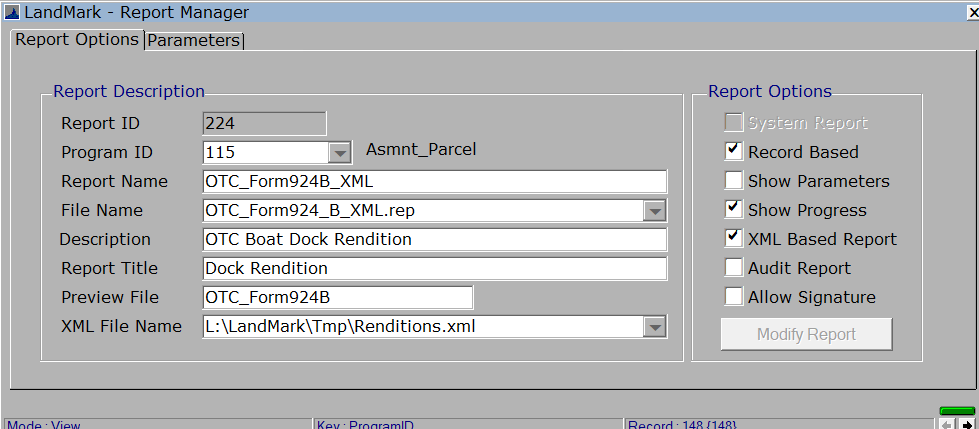 LandMark - Report Manager
Report Options Parameters
Report Description
Report ID 224
Program ID 115 Asmnt_Parcel
Report Name OTC_Form924B_XML
File Name OTC_Form924_B_XML.rep
Description OTC Boat Dock Rendition
Report Title Dock Rendition
Preview File OTC_Form924B
XML File Name L:\LandMark\Tmp\Renditions.xml
Report Options
System Report
Record Based
Show Parameters
Show Progress
XML Based Report
Audit Report
Allow Signature
Modify Report
Mode : View Key : ProgramID Record : 148 {148}